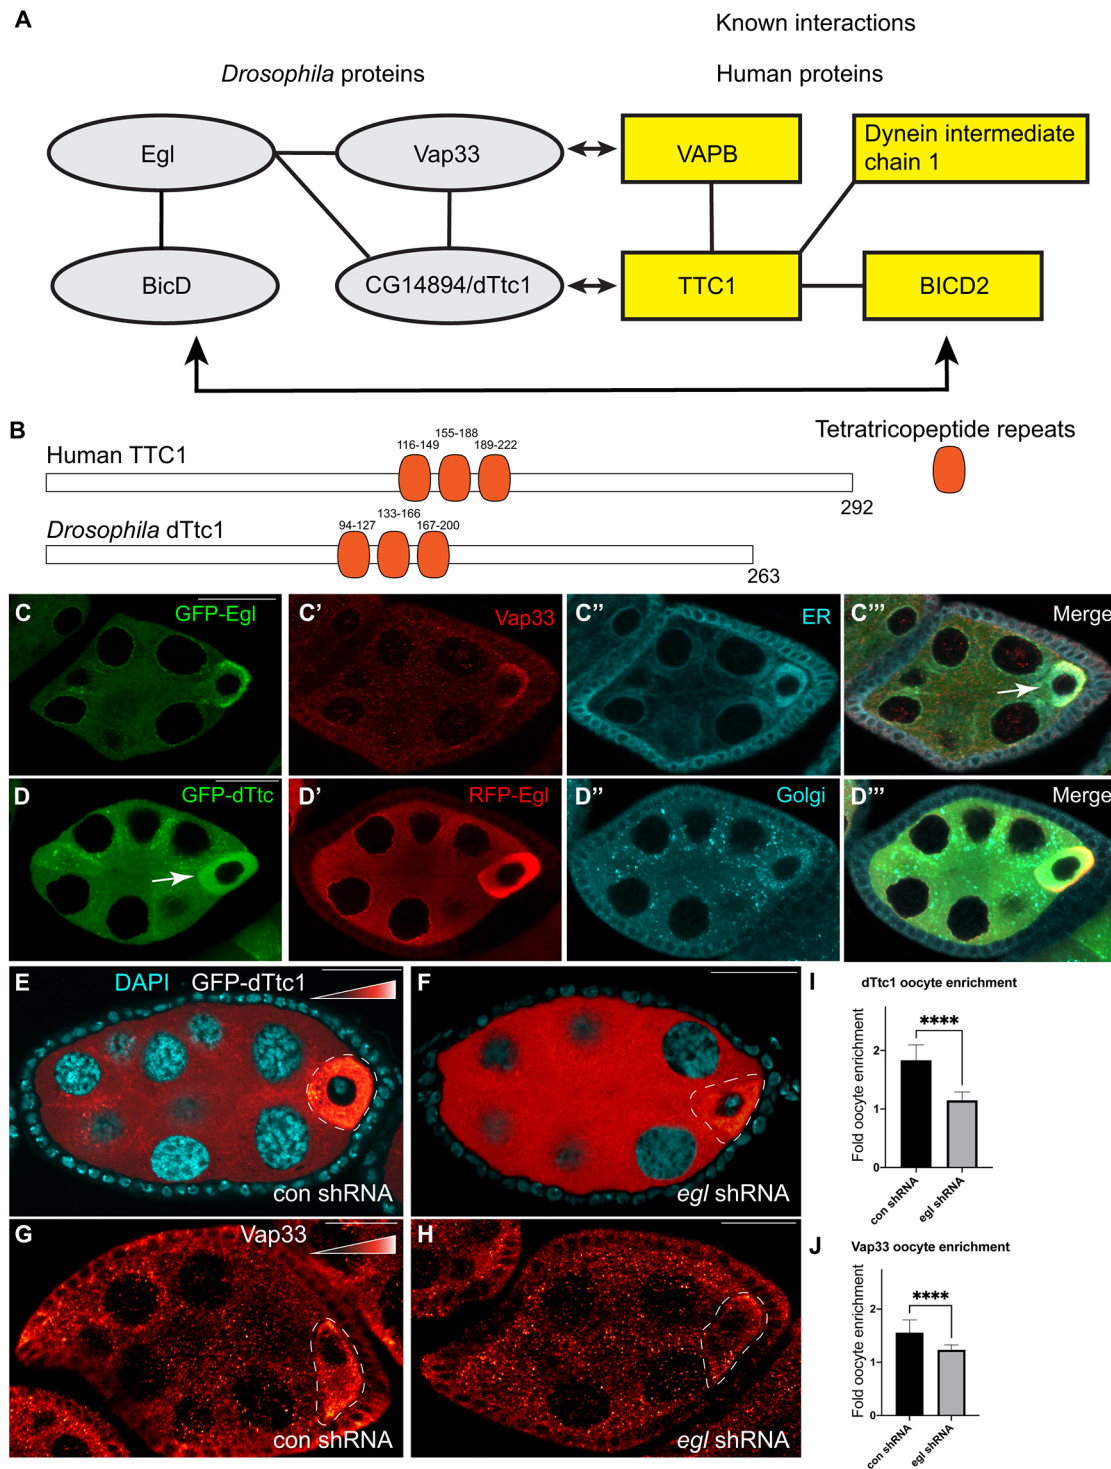 A
Known interactions
Drosophila proteins
Human proteins
Egl
Vap33
VAPB
Dynein intermediate
chain 1
BicD
CG14894/dTtc1
TTC1
BICD2
B
Human TTC1
116-149
155-188
189-222
292
Tetratricopeptide repeats
Drosophila dTtc1
94-127
133-166
167-200
263
C
GFP-Egl
C'
Vap33
C''
ER
C'''
Merge
D
GFP-dTtc
D'
RFP-Egl
D''
Golgi
D'''
Merge
E
DAPI
GFP-dTtc1
con shRNA
F
egl shRNA
G
Vap33
con shRNA
H
egl shRNA
I
dTtc1 oocyte enrichment
Fold oocyte enrichment
2
1
0
****
con shRNA
egl shRNA
J
Vap33 oocyte enrichment
Fold oocyte enrichment
2
1
0
****
con shRNA
egl shRNA